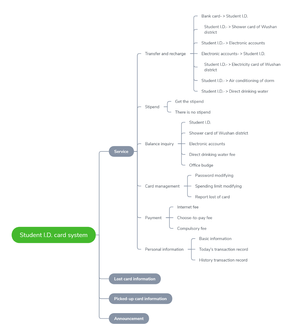 Bank card- > Student I.D.
Student I.D.- > Shower card of Wushan
district
Student I.D.- > Electronic accounts
Transfer and recharge
Electronic accounts- > Student I.D.
Student I.D.- > Electricity card of Wushan
district
Student I.D.- > Air conditioning of dorm
Student I.D.- > Direct drinking water
Stipend
Get the stipend
There is no stipend
Service
Balance inquiry
Student I.D.
Shower card of Wushan district
Electronic accounts
Direct drinking water fee
Office budge
Card management
Password modifying
Spending limit modifying
Report lost of card
Payment
Internet fee
Choose-to-pay fee
Compulsory fee
Personal information
Basic information
Today's transaction record
History transaction record
Student I.D. card system
Lost card information
Picked-up card information
Announcement